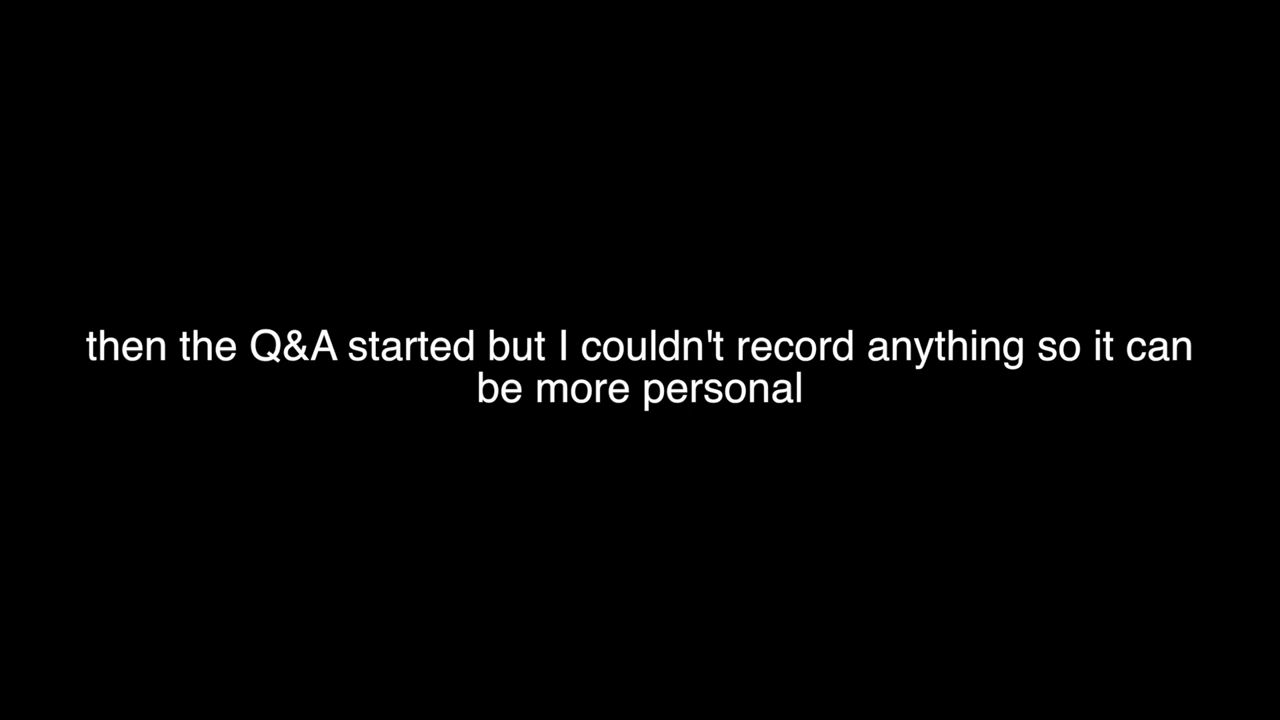 then the Q&A started but I couldn't record anything so it can
be more personal